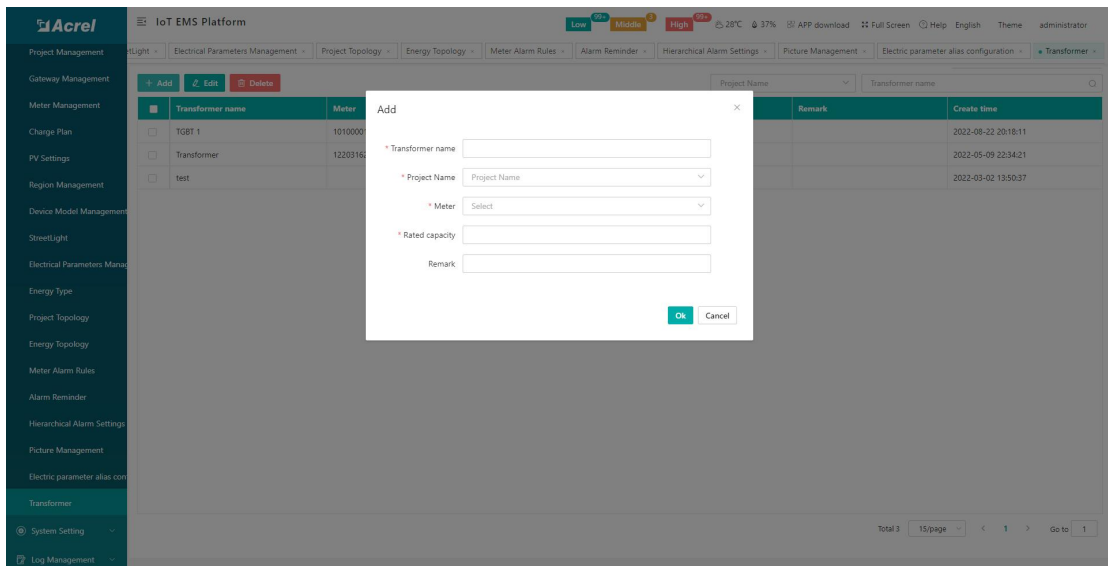 Acrel
IoT EMS Platform
Low 99+ Middle High 99+ 28°C 37% APP download Full Screen Help English Theme administrator
Project Management
Gateway Management
Meter Management
Charge Plan
PV Settings
Region Management
Device Model Management
StreetLight
Electrical Parameters Manag
Energy Type
Project Topology
Energy Topology
Meter Alarm Rules
Alarm Reminder
Hierarchical Alarm Settings
Picture Management
Electric parameter alias con
Transformer
System Setting
Log Management
etLight × Electrical Parameters Management × Project Topology × Energy Topology × Meter Alarm Rules × Alarm Reminder × Hierarchical Alarm Settings × Picture Management × Electric parameter alias configuration × Transformer ×
+ Add Edit Delete Project Name Transformer name
Transformer name Meter Remark Create time
TGBT 1 1010000 2022-08-22 20:18:11
Transformer 1220316 2022-05-09 22:34:21
test 2022-03-02 13:50:37
Add ×
* Transformer name
* Project Name Project Name
* Meter Select
* Rated capacity
Remark
Ok Cancel
Total 3 15/page < 1 > Go to 1